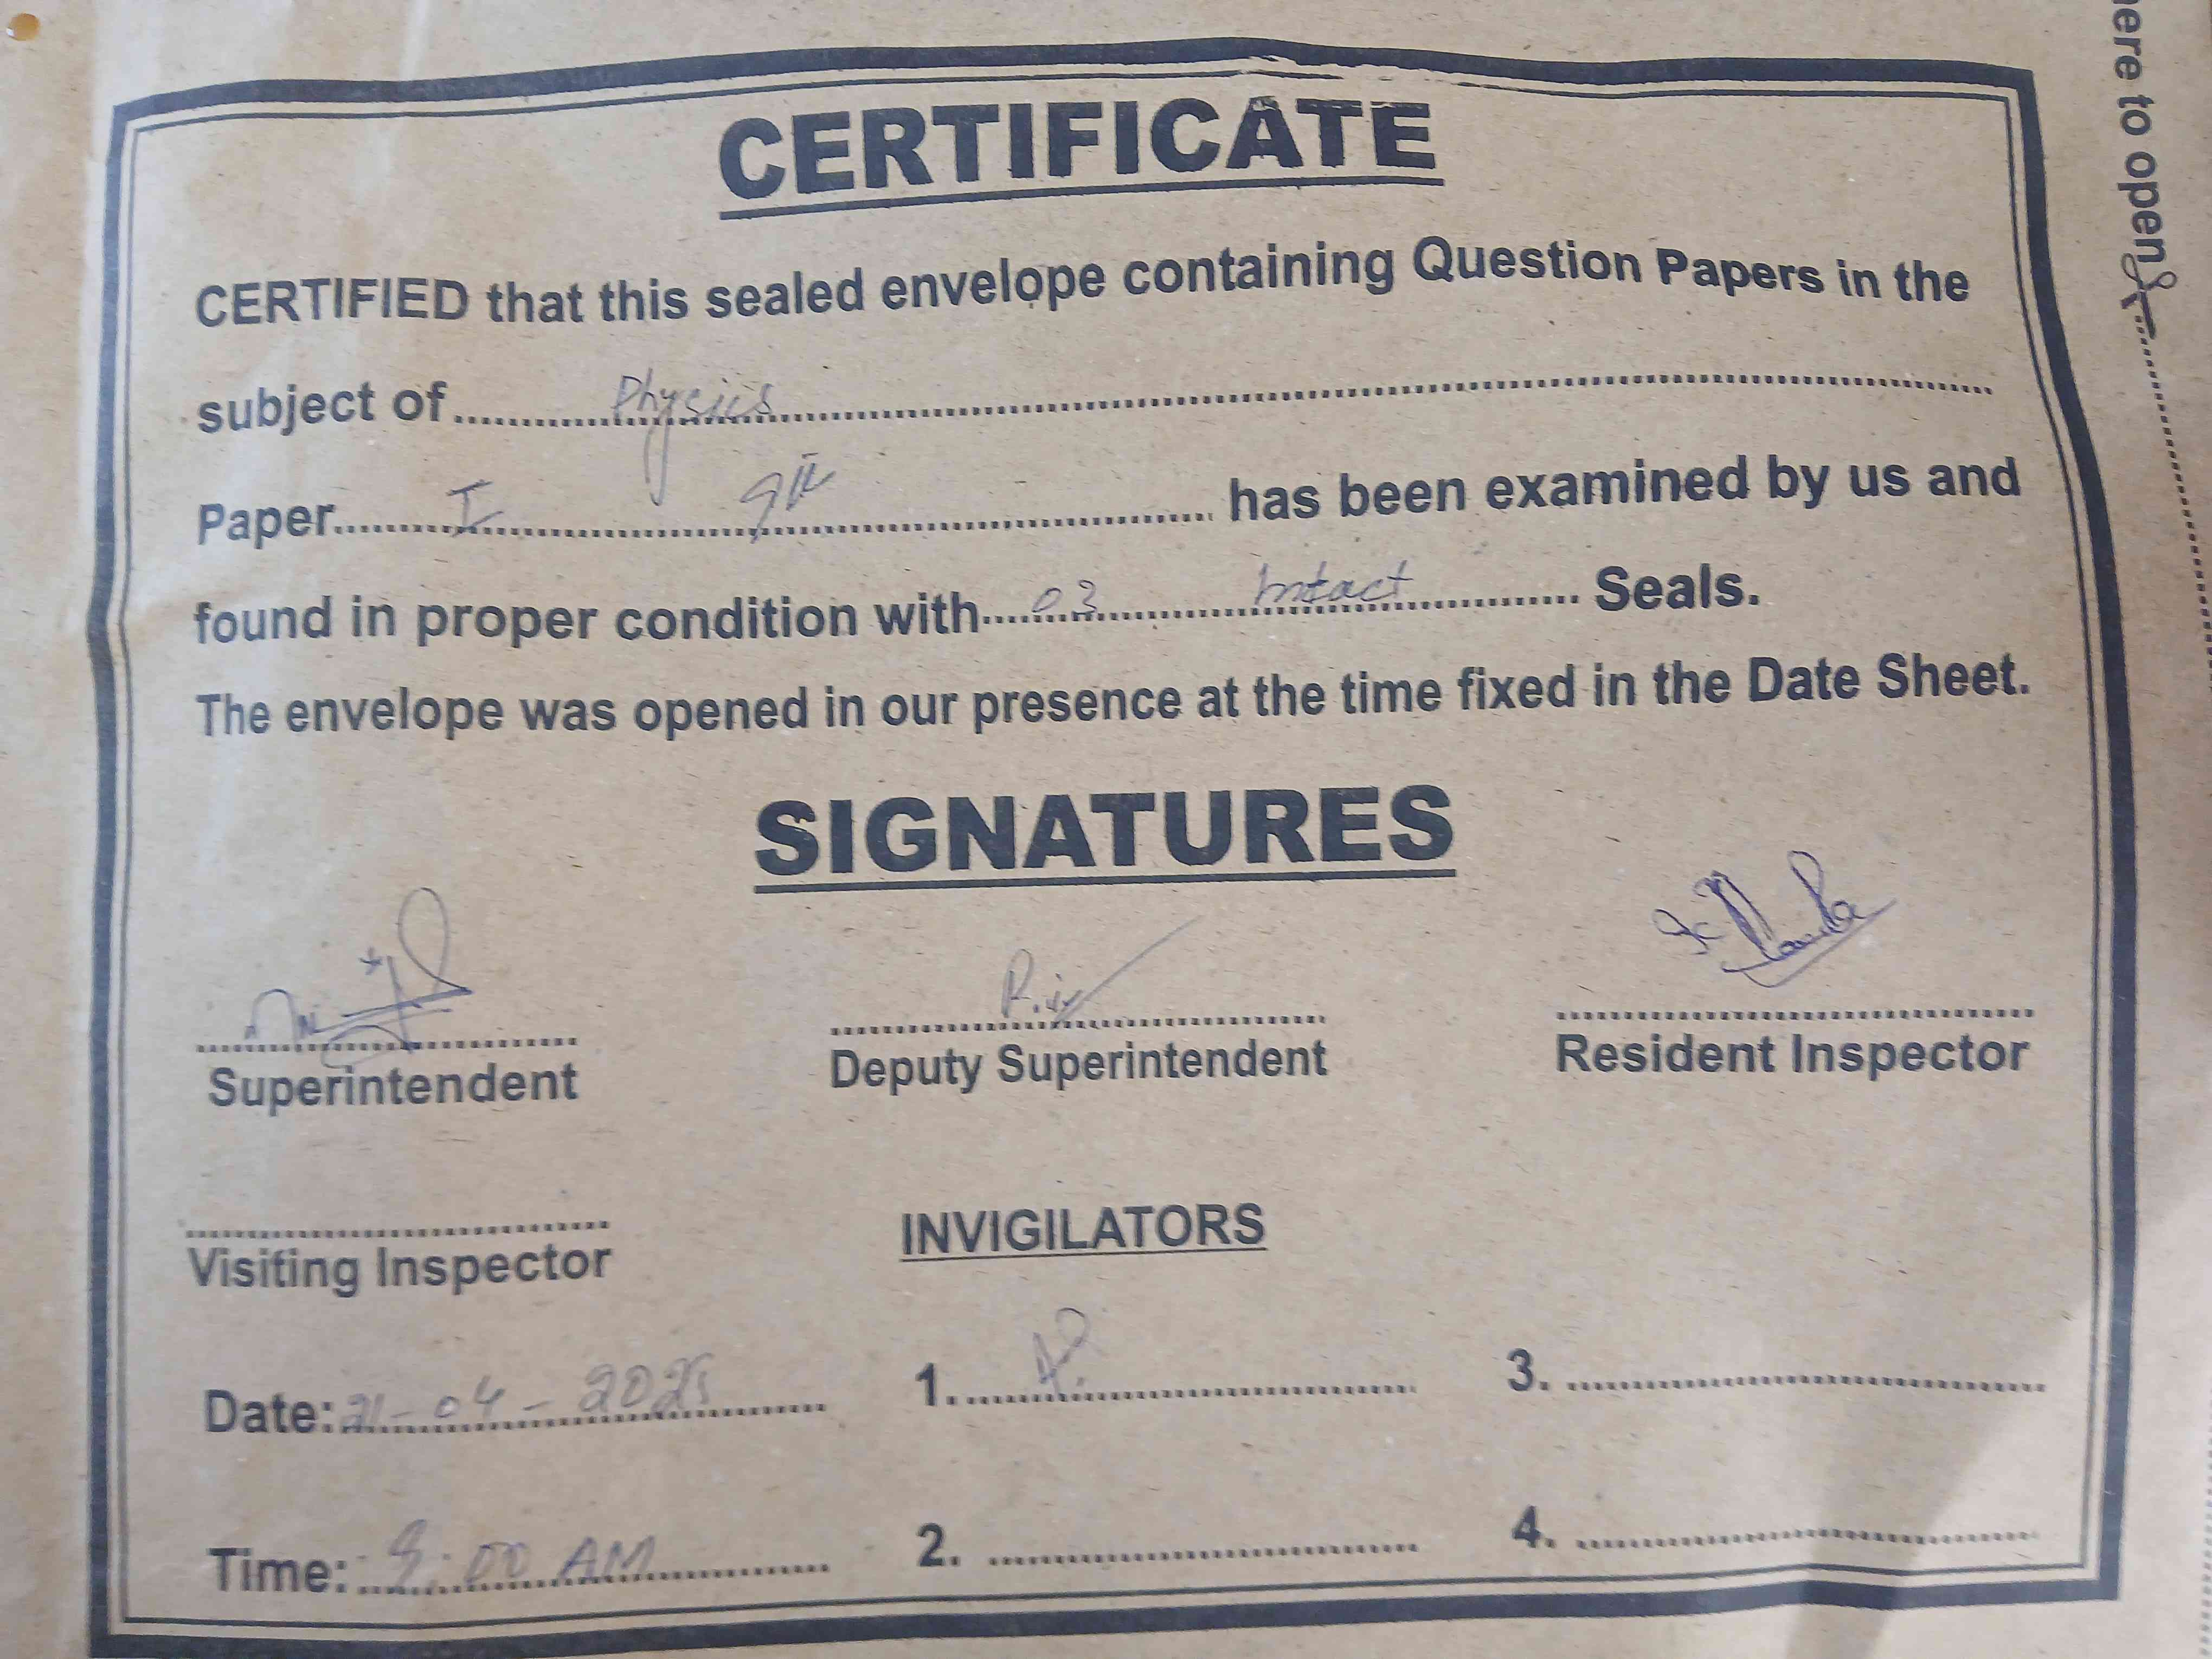 CERTIFICATE
CERTIFIED that this sealed envelope containing Question Papers in the
subject of Physics
Paper I 9th has been examined by us and
found in proper condition with 03 Intact Seals.
The envelope was opened in our presence at the time fixed in the Date Sheet.
SIGNATURES
Superintendent Deputy Superintendent Resident Inspector
Visiting Inspector INVIGILATORS
Date: 21-04-2025 1. 3.
Time: 9:00 AM 2. 4.
here to open